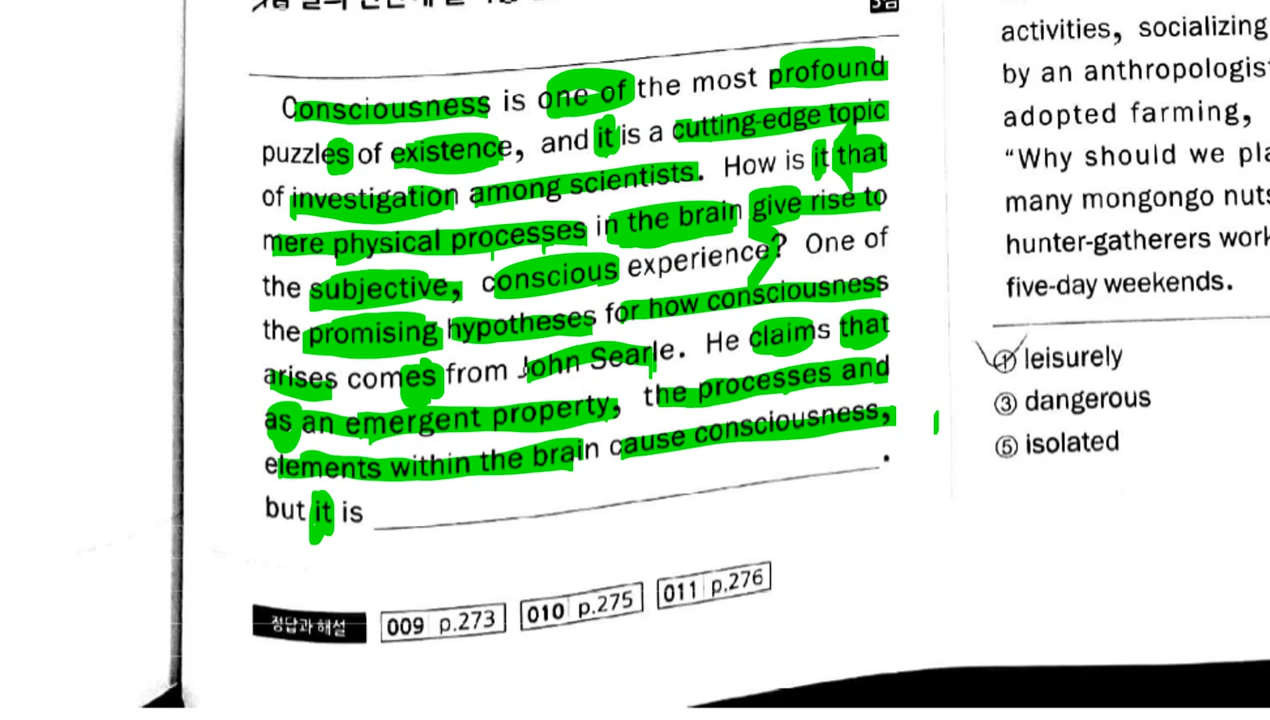 Consciousness is one of the most profound
puzzles of existence, and it is a cutting-edge topic
of investigation among scientists. How is it that
mere physical processes in the brain give rise to
the subjective, conscious experience? One of
the promising hypotheses for how consciousness
arises comes from John Searle. He claims that
as an emergent property, the processes and
elements within the brain cause consciousness,
but it is
정답과 해설 009 p.273 010 p.275 011 p.276
activities, socializing
by an anthropologist
adopted farming,
"Why should we
many mongongo nuts
hunter-gatherers work
five-day weekends.
① leisurely
③ dangerous
⑤ isolated